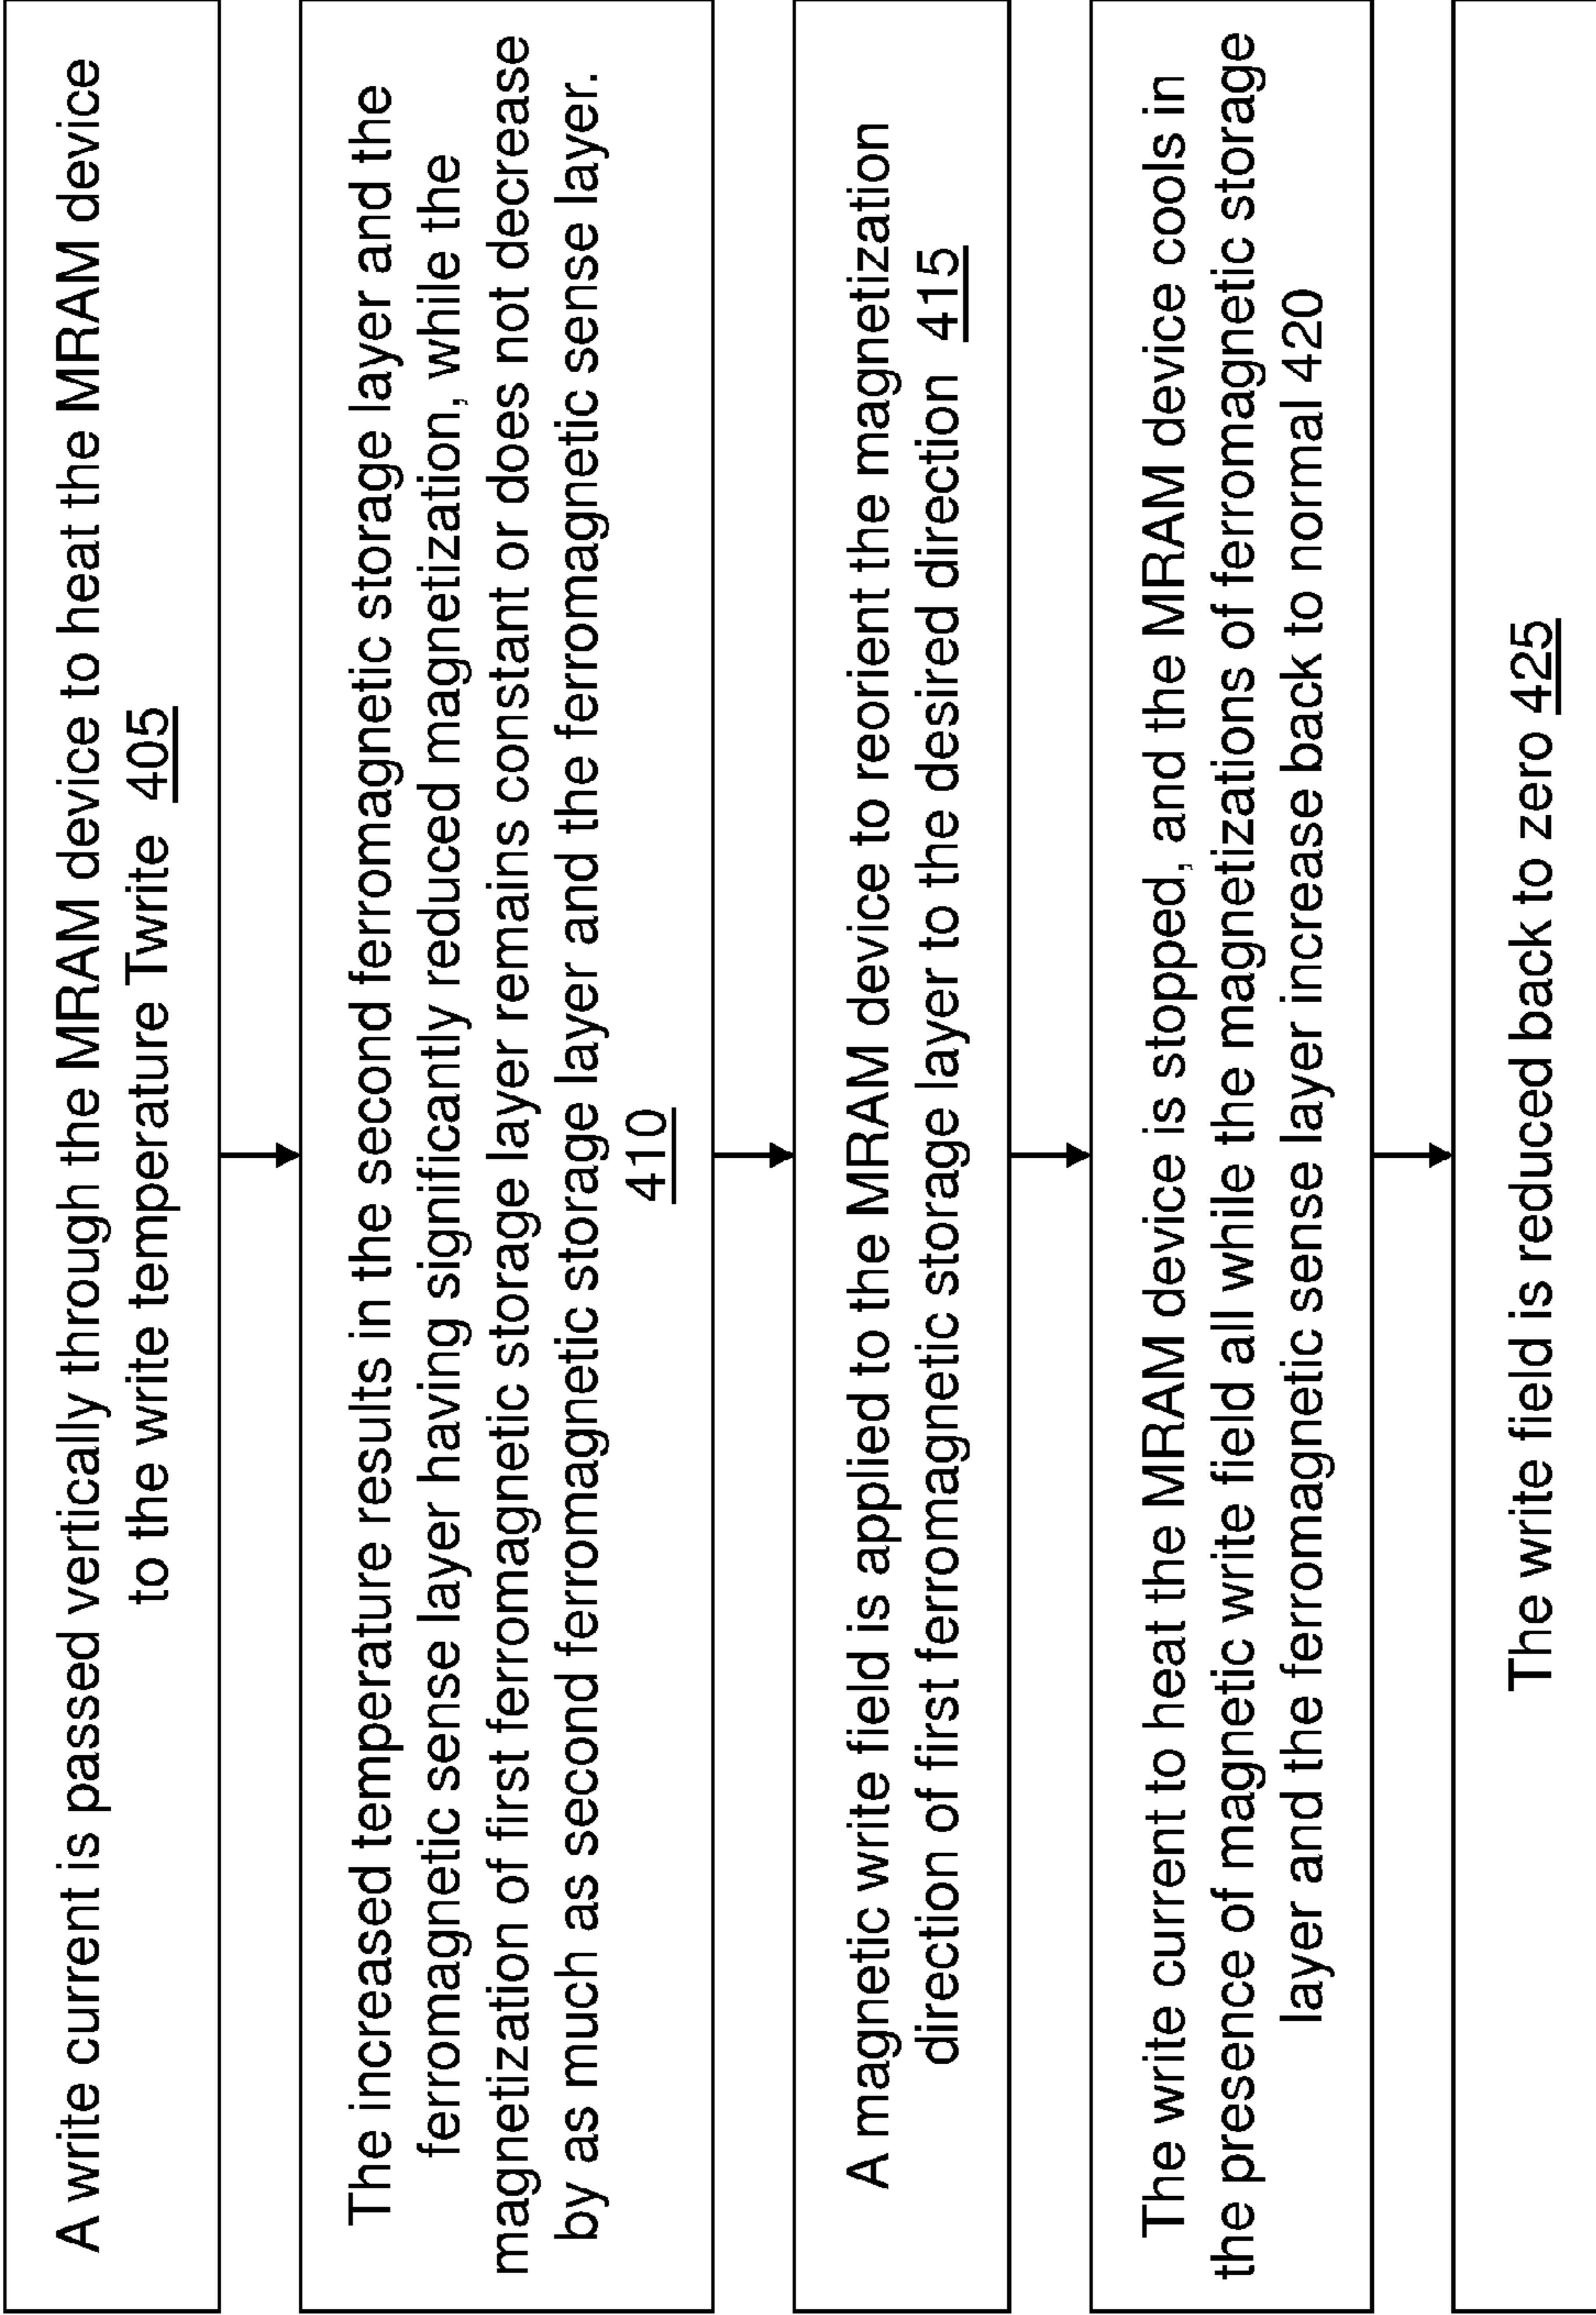 A write current is passed vertically through the MRAM device to heat the MRAM device
to the write temperature Twrite 405
The increased temperature results in the second ferromagnetic storage layer and the
ferromagnetic sense layer having significantly reduced magnetization, while the
magnetization of first ferromagnetic storage layer remains constant or does not decrease
by as much as second ferromagnetic storage layer and the ferromagnetic sense layer.
410
A magnetic write field is applied to the MRAM device to reorient the magnetization
direction of first ferromagnetic storage layer to the desired direction 415
The write current to heat the MRAM device is stopped, and the MRAM device cools in
the presence of magnetic write field all while the magnetizations of ferromagnetic storage
layer and the ferromagnetic sense layer increase back to normal 420
The write field is reduced back to zero 425